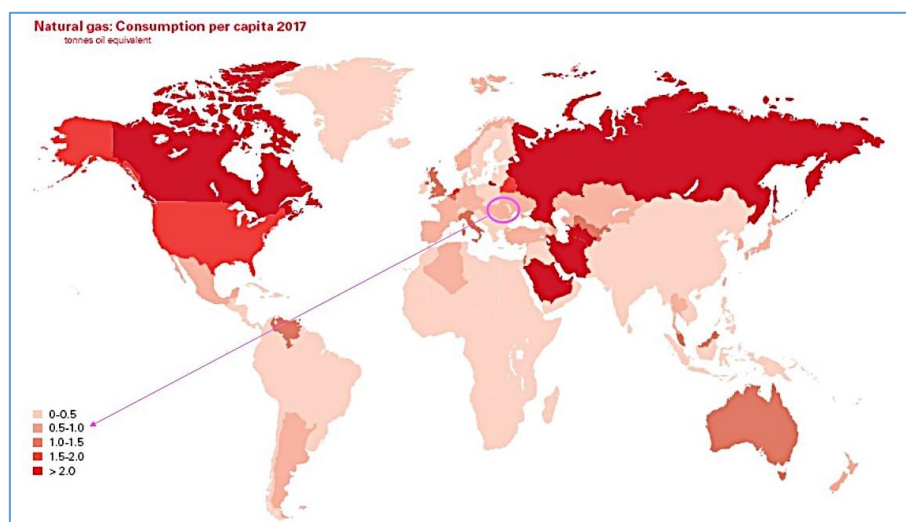 Natural gas: Consumption per capita 2017
tonnes oil equivalent
0-0.5
0.5-1.0
1.0-1.5
1.5-2.0
> 2.0